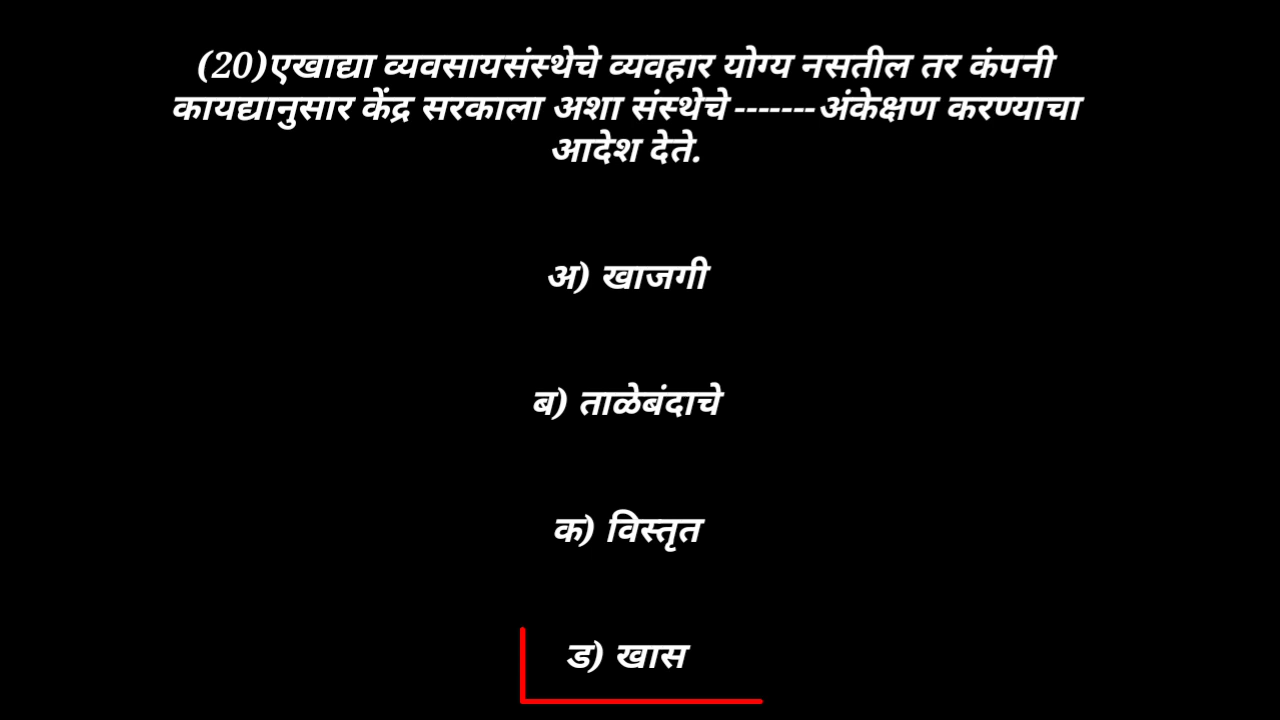 (20)एखाद्या व्यवसायसंस्थेचे व्यवहार योग्य नसतील तर कंपनी
कायद्यानुसार केंद्र सरकाला अशा संस्थेचे -------अंकेक्षण करण्याचा
आदेश देते.
अ) खाजगी
ब) ताळेबंदाचे
क) विस्तृत
ड) खास